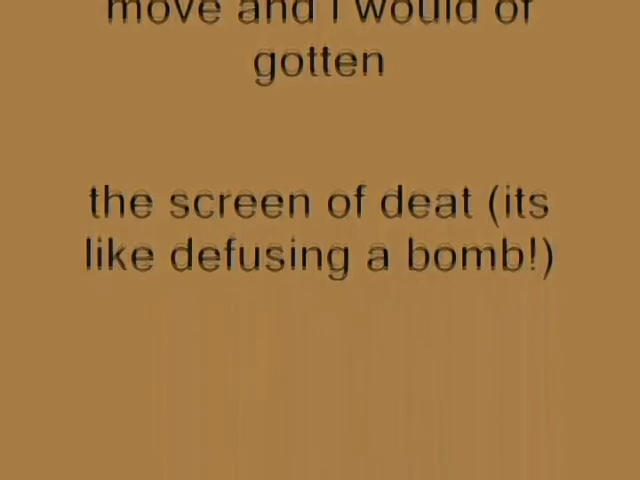 move and I would of
gotten
the screen of deat (its
like defusing a bomb!)